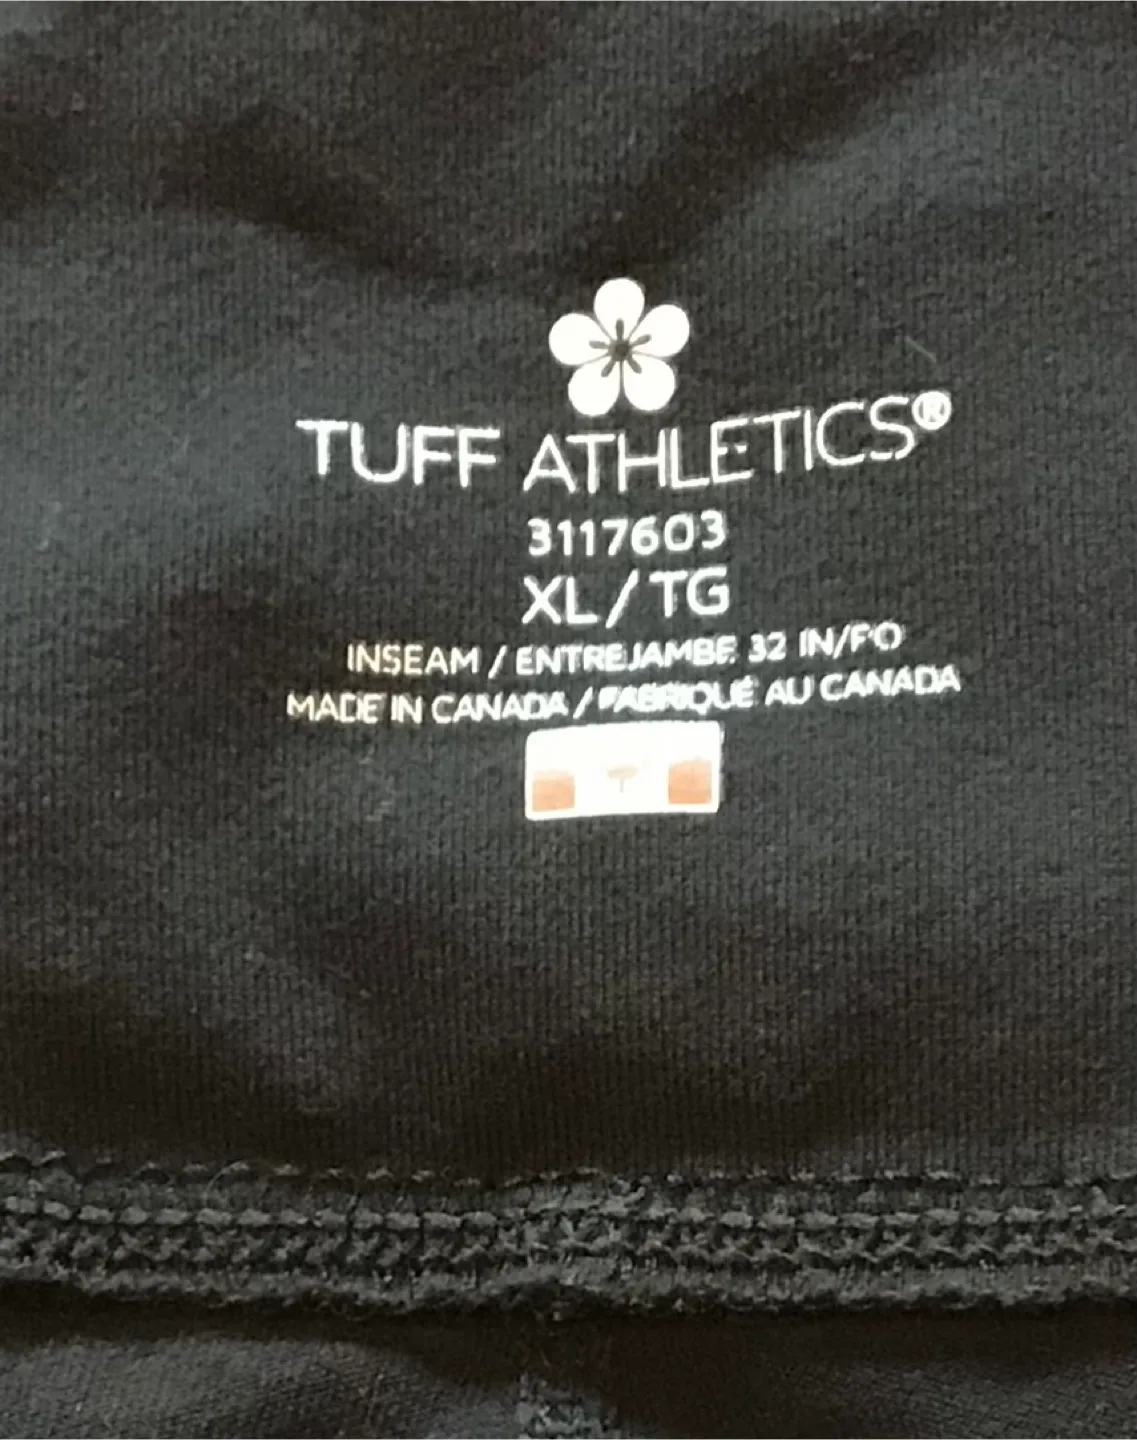 TUFF ATHLETICS®
3117603
XL/TG
INSEAM / ENTREJAMBE 32 IN/PO
MADE IN CANADA / FABRIQUÉ AU CANADA